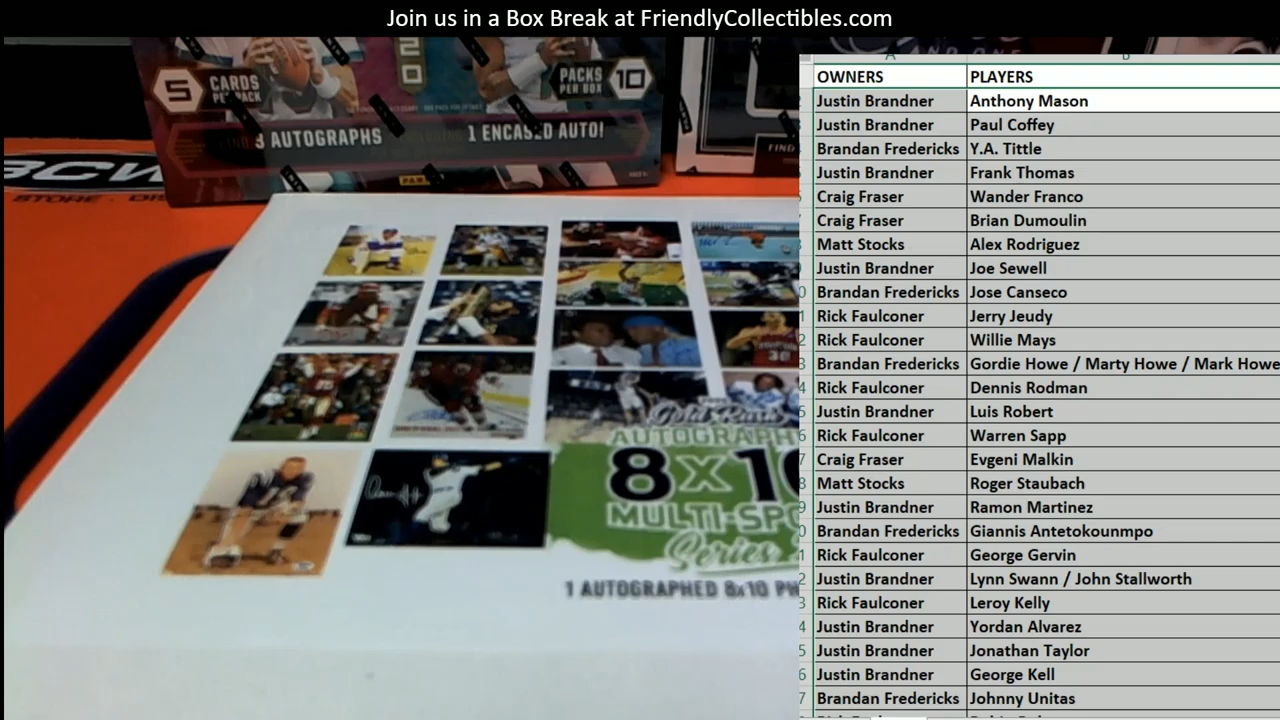 Join us in a Box Break at FriendlyCollectibles.com
5 CARDS PER PACK
20
PACKS PER BOX 10
3 AUTOGRAPHS 1 ENCASED AUTO!
FIND
BCW
Gold Rush
AUTOGRAPH
8x10
MULTI-SPO
Series
1 AUTOGRAPHED 8x10 PH
A B
OWNERS PLAYERS
Justin Brandner Anthony Mason
Justin Brandner Paul Coffey
Brandan Fredericks Y.A. Tittle
Justin Brandner Frank Thomas
Craig Fraser Wander Franco
Craig Fraser Brian Dumoulin
Matt Stocks Alex Rodriguez
Justin Brandner Joe Sewell
Brandan Fredericks Jose Canseco
Rick Faulconer Jerry Jeudy
Rick Faulconer Willie Mays
Brandan Fredericks Gordie Howe / Marty Howe / Mark Howe
Rick Faulconer Dennis Rodman
Justin Brandner Luis Robert
Rick Faulconer Warren Sapp
Craig Fraser Evgeni Malkin
Matt Stocks Roger Staubach
Justin Brandner Ramon Martinez
Brandan Fredericks Giannis Antetokounmpo
Rick Faulconer George Gervin
Justin Brandner Lynn Swann / John Stallworth
Rick Faulconer Leroy Kelly
Justin Brandner Yordan Alvarez
Justin Brandner Jonathan Taylor
Justin Brandner George Kell
Brandan Fredericks Johnny Unitas